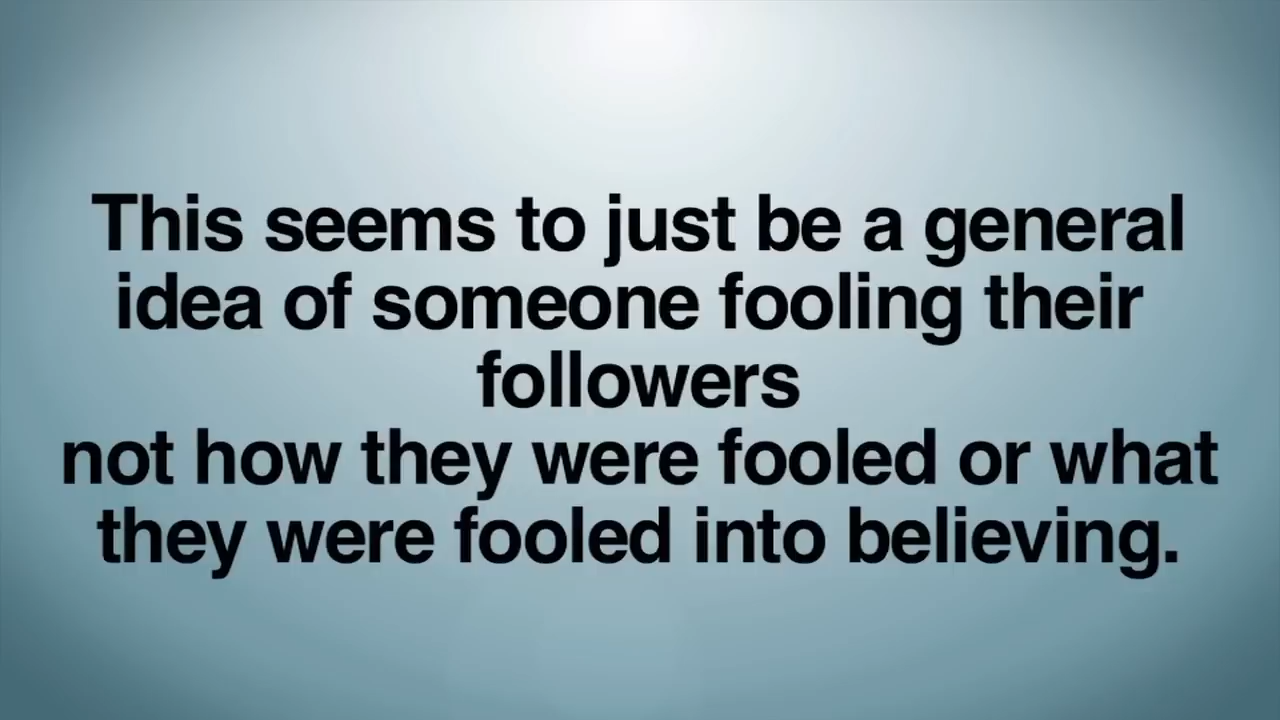 This seems to just be a general
idea of someone fooling their
followers
not how they were fooled or what
they were fooled into believing.